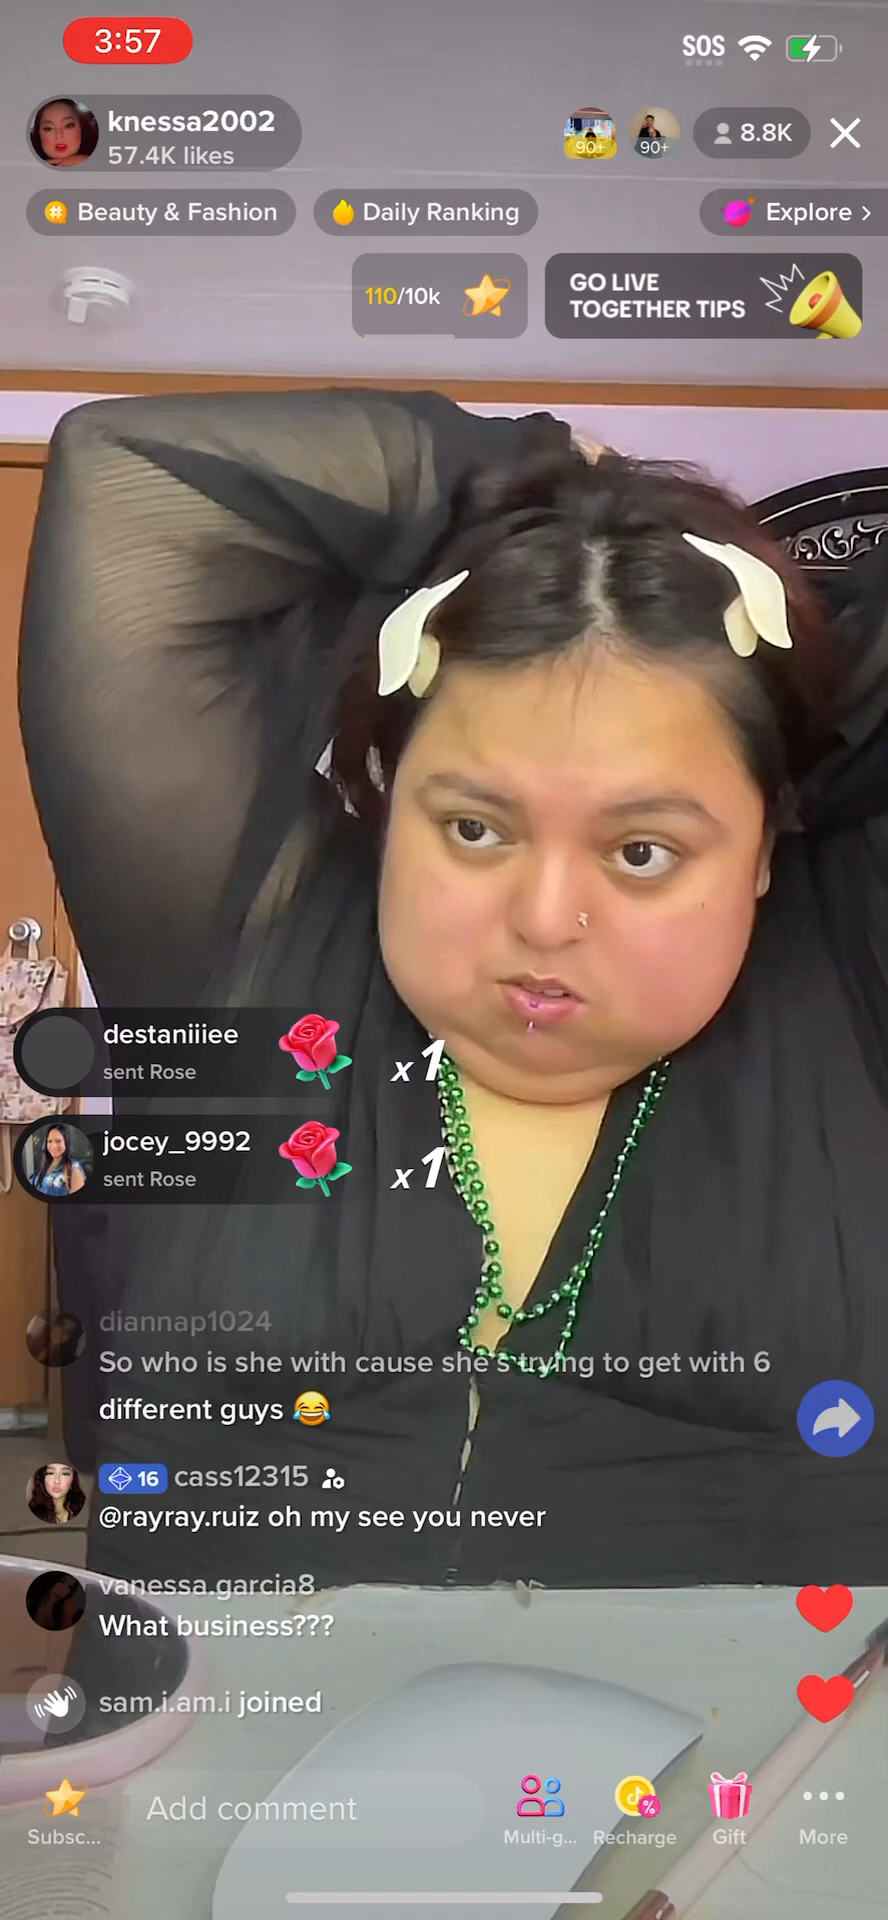 3:57
SOS
knessa2002
57.4K likes
90+
90+
8.8K
Beauty & Fashion
Daily Ranking
Explore >
110/10k
GO LIVE
TOGETHER TIPS
destaniiiee
sent Rose
x1
jocey_9992
sent Rose
x1
diannap1024
So who is she with cause she's trying to get with 6
different guys 😂
16 cass12315
@rayray.ruiz oh my see you never
vanessa.garcia8
What business???
sam.i.am.i joined
Add comment
Subsc...
Multi-g...
Recharge
Gift
More